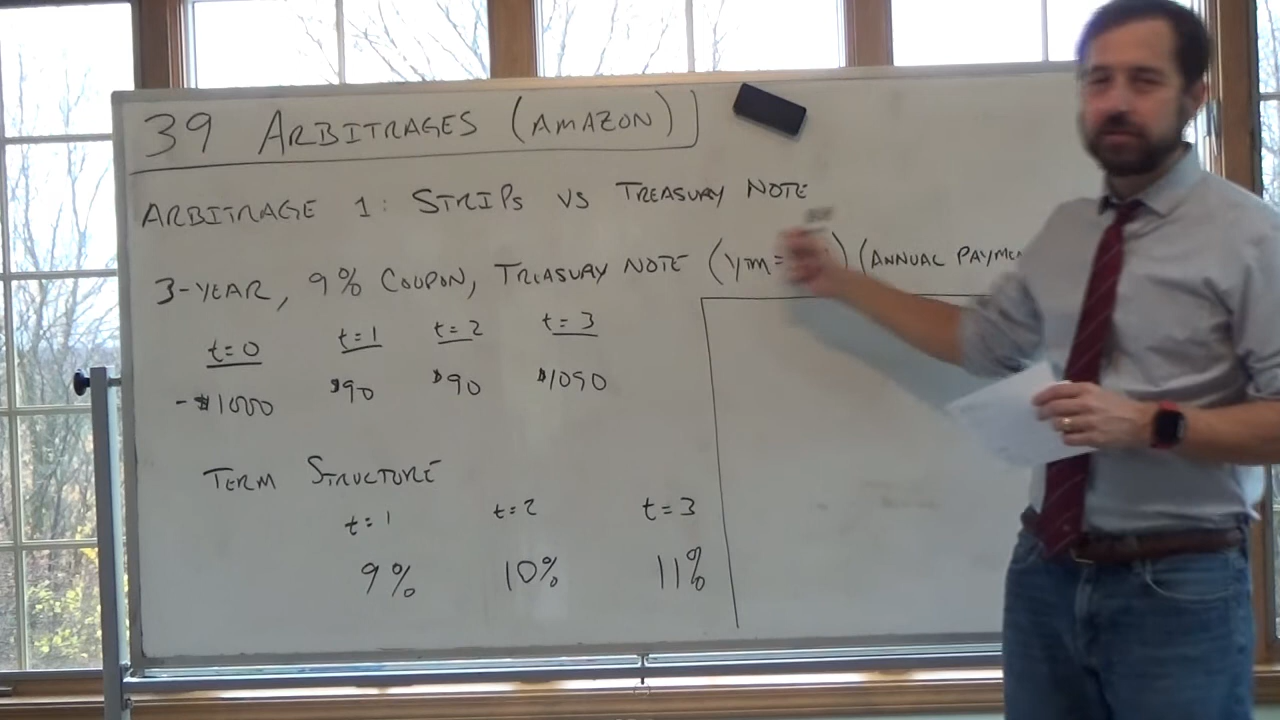 39 ARBITRAGES (AMAZON)
ARBITRAGE 1: STRIPS VS TREASURY NOTE
3-YEAR, 9% COUPON, TREASURY NOTE (YTM= ) (ANNUAL
t=0 t=1 t=2 t=3
-$1000 $90 $90 $1090
TERM STRUCTURE
t=1 t=2 t=3
9% 10% 11%